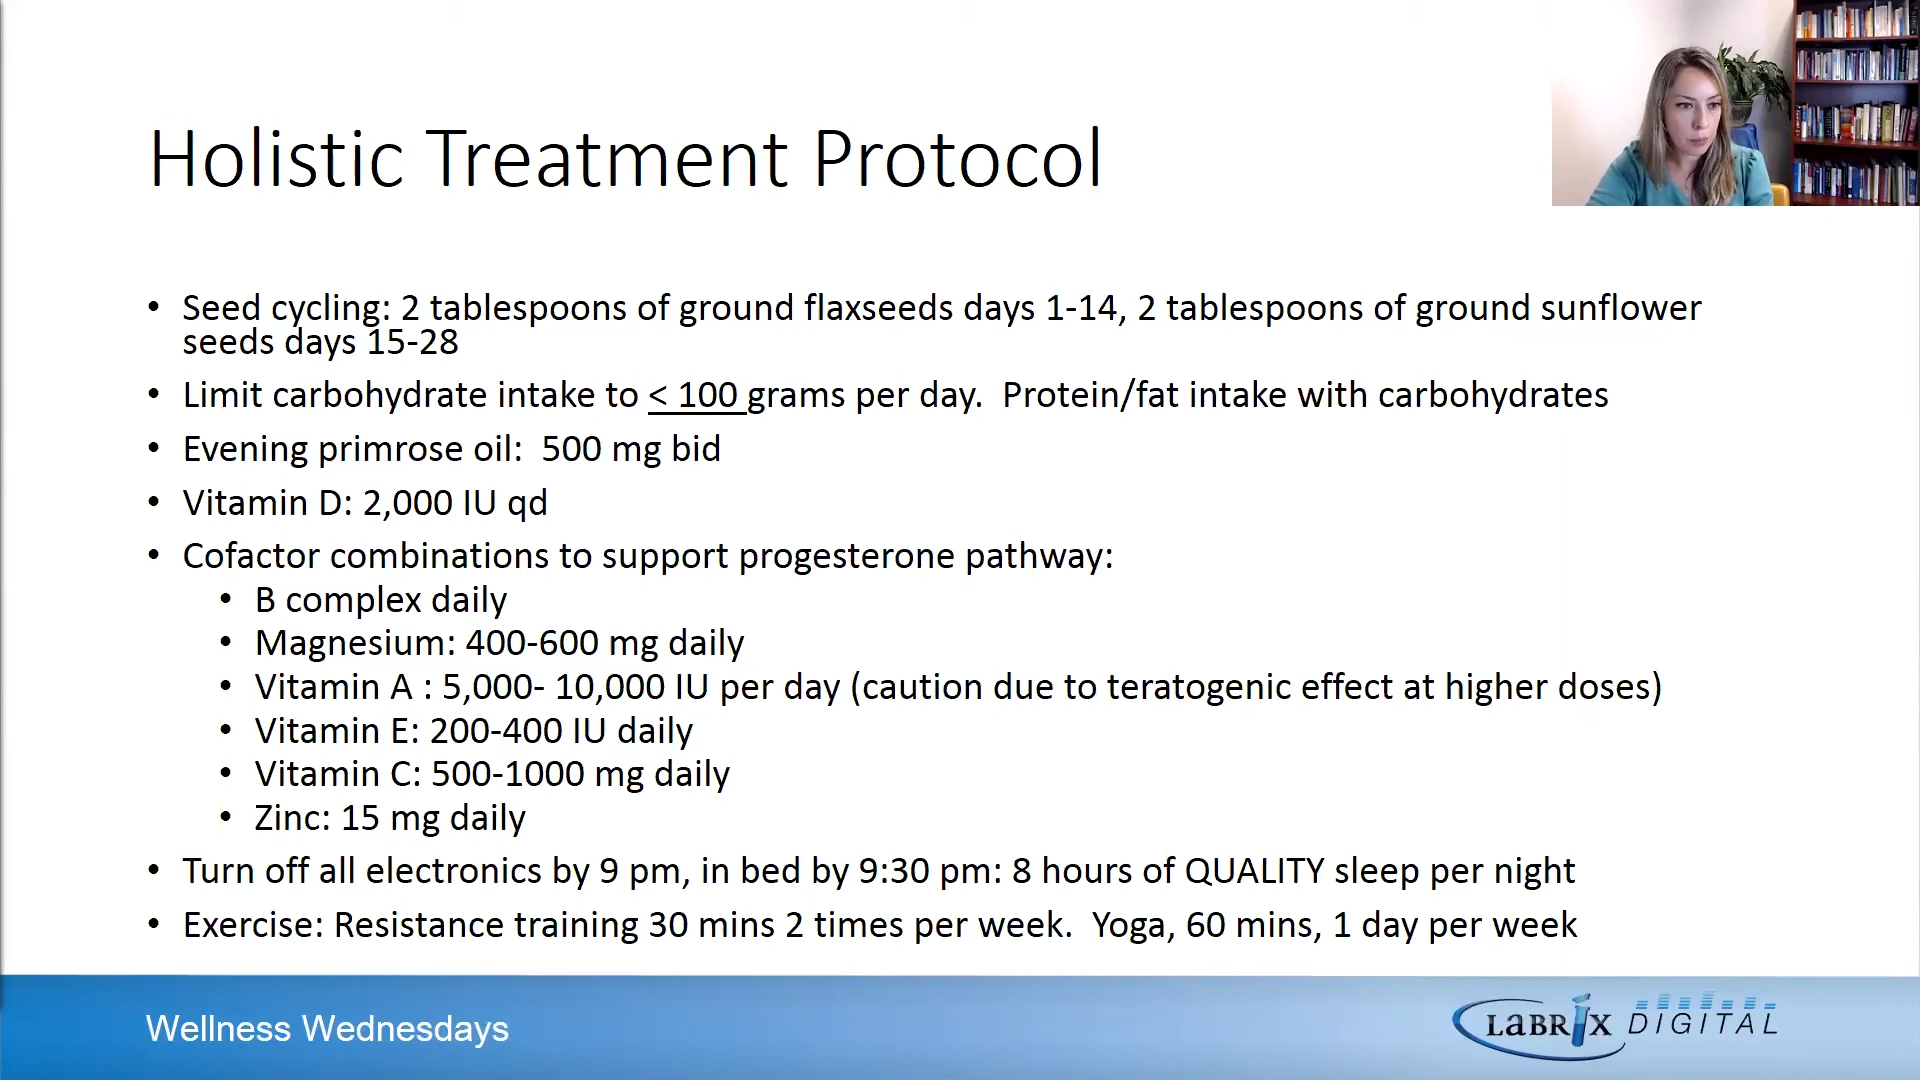 Holistic Treatment Protocol
• Seed cycling: 2 tablespoons of ground flaxseeds days 1-14, 2 tablespoons of ground sunflower
seeds days 15-28
• Limit carbohydrate intake to < 100 grams per day.  Protein/fat intake with carbohydrates
• Evening primrose oil:  500 mg bid
• Vitamin D: 2,000 IU qd
• Cofactor combinations to support progesterone pathway:
• B complex daily
• Magnesium: 400-600 mg daily
• Vitamin A : 5,000- 10,000 IU per day (caution due to teratogenic effect at higher doses)
• Vitamin E: 200-400 IU daily
• Vitamin C: 500-1000 mg daily
• Zinc: 15 mg daily
• Turn off all electronics by 9 pm, in bed by 9:30 pm: 8 hours of QUALITY sleep per night
• Exercise: Resistance training 30 mins 2 times per week.  Yoga, 60 mins, 1 day per week
Wellness Wednesdays
LABRIX DIGITAL